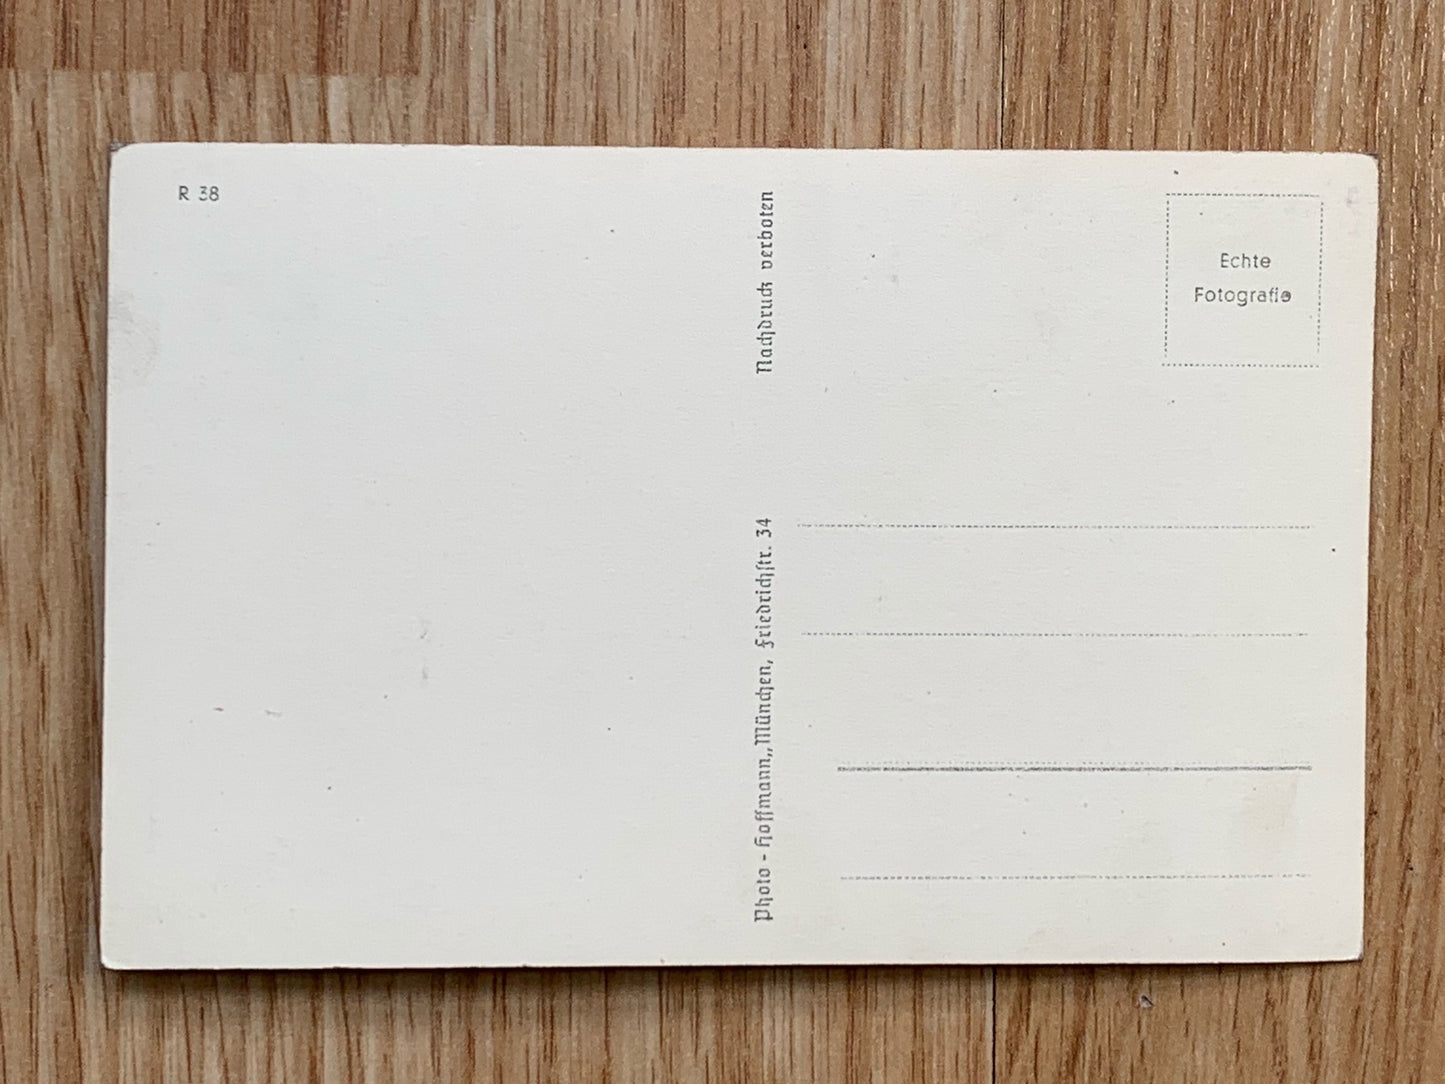 R 38
Photo - Hoffmann, München, Friedrichſtr. 34
Nachdruck verboten
Echte
Fotografie